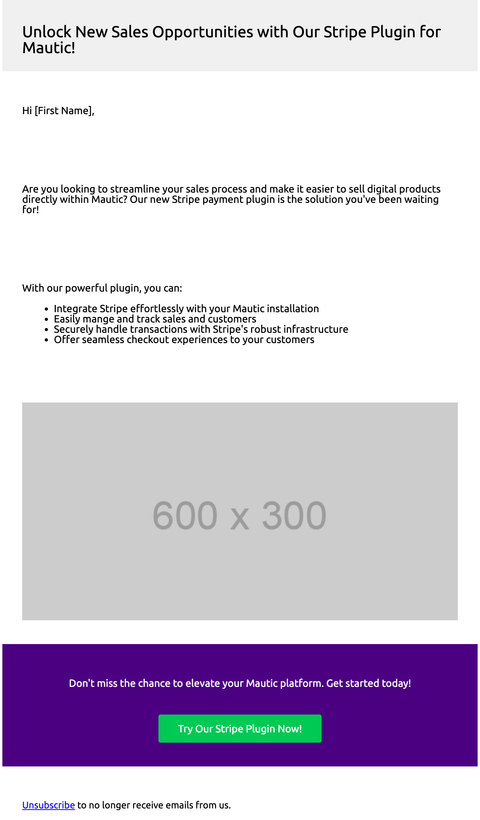 Unlock New Sales Opportunities with Our Stripe Plugin for
Mautic!
Hi [First Name],
Are you looking to streamline your sales process and make it easier to sell digital products
directly within Mautic? Our new Stripe payment plugin is the solution you've been waiting
for!
With our powerful plugin, you can:
• Integrate Stripe effortlessly with your Mautic installation
• Easily mange and track sales and customers
• Securely handle transactions with Stripe's robust infrastructure
• Offer seamless checkout experiences to your customers
600 x 300
Don't miss the chance to elevate your Mautic platform. Get started today!
Try Our Stripe Plugin Now!
Unsubscribe to no longer receive emails from us.